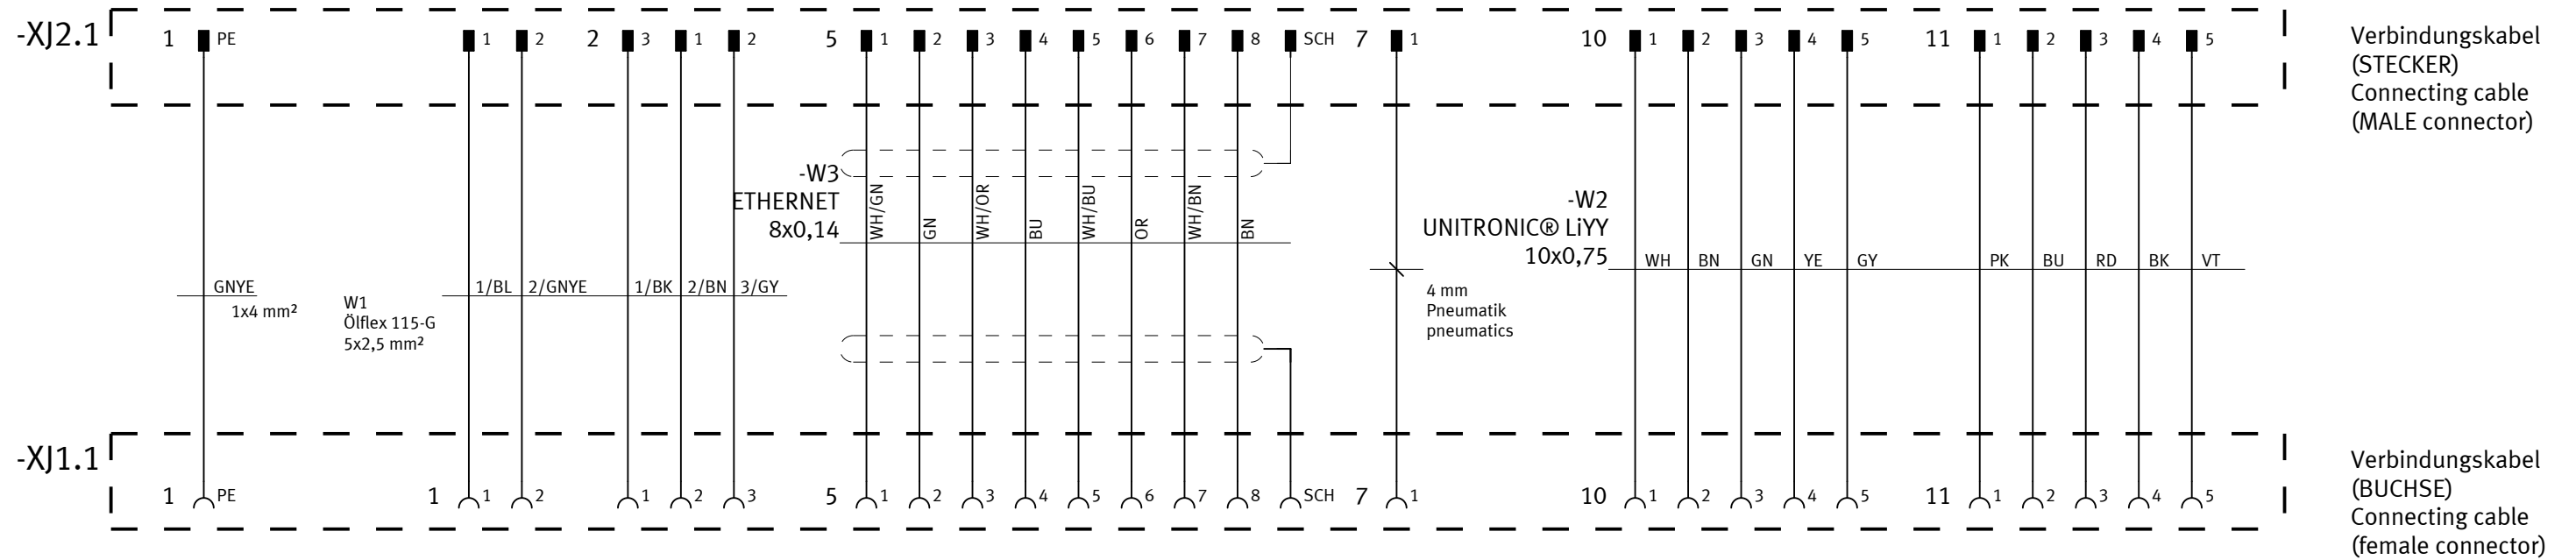 -XJ2.1 1 PE 1 2 2 3 1 2 5 1 2 3 4 5 6 7 8 SCH 7 1 10 1 2 3 4 5 11 1 2 3 4 5
Verbindungskabel
(STECKER)
Connecting cable
(MALE connector)
-W3
ETHERNET
8x0,14
WH/GN GN WH/OR BU WH/BU OR WH/BN BN
-W2
UNITRONIC® LiYY
10x0,75
WH BN GN YE GY PK BU RD BK VT
GNYE
1x4 mm²
W1
Ölflex 115-G
5x2,5 mm²
1/BL 2/GNYE 1/BK 2/BN 3/GY
4 mm
Pneumatik
pneumatics
-XJ1.1 1 PE 1 1 2 1 2 3 5 1 2 3 4 5 6 7 8 SCH 7 1 10 1 2 3 4 5 11 1 2 3 4 5
Verbindungskabel
(BUCHSE)
Connecting cable
(female connector)